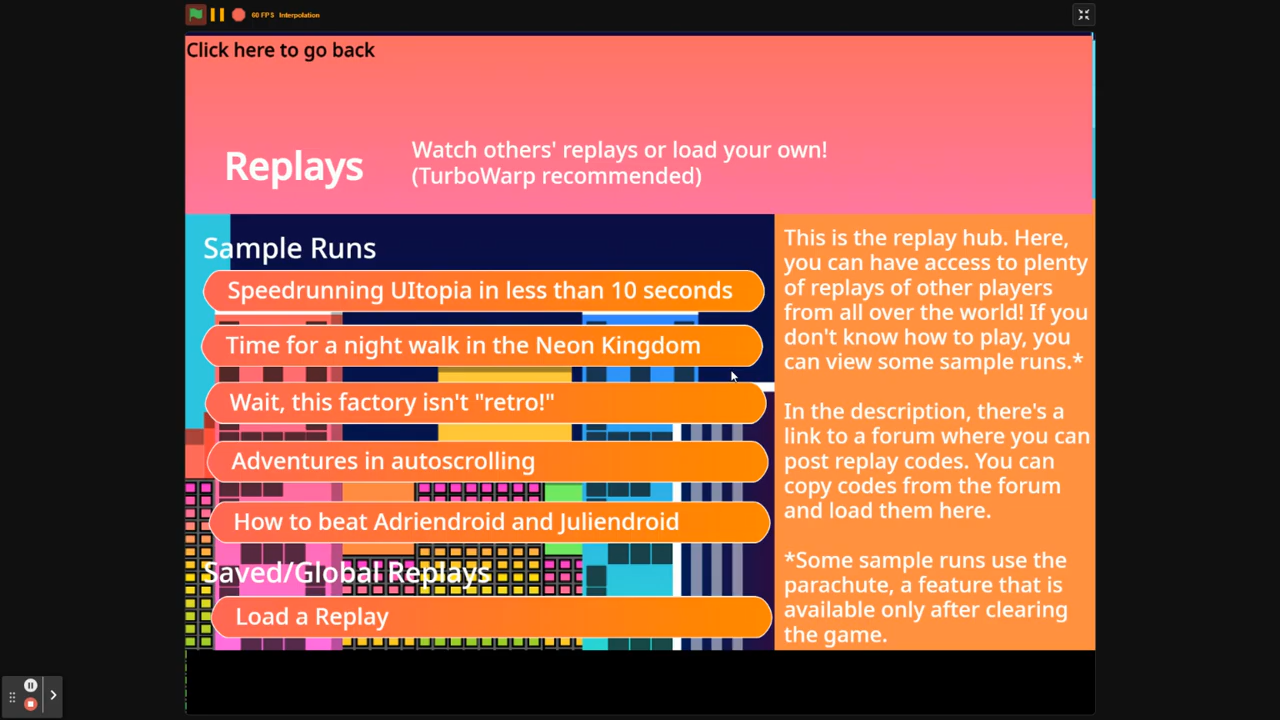 60 FPS Interpolation
Click here to go back
Replays
Watch others' replays or load your own!
(TurboWarp recommended)
Sample Runs
Speedrunning UItopia in less than 10 seconds
Time for a night walk in the Neon Kingdom
Wait, this factory isn't "retro!"
Adventures in autoscrolling
How to beat Adriendroid and Juliendroid
Saved/Global Replays
Load a Replay
This is the replay hub. Here,
you can have access to plenty
of replays of other players
from all over the world! If you
don't know how to play, you
can view some sample runs.*
In the description, there's a
link to a forum where you can
post replay codes. You can
copy codes from the forum
and load them here.
*Some sample runs use the
parachute, a feature that is
available only after clearing
the game.